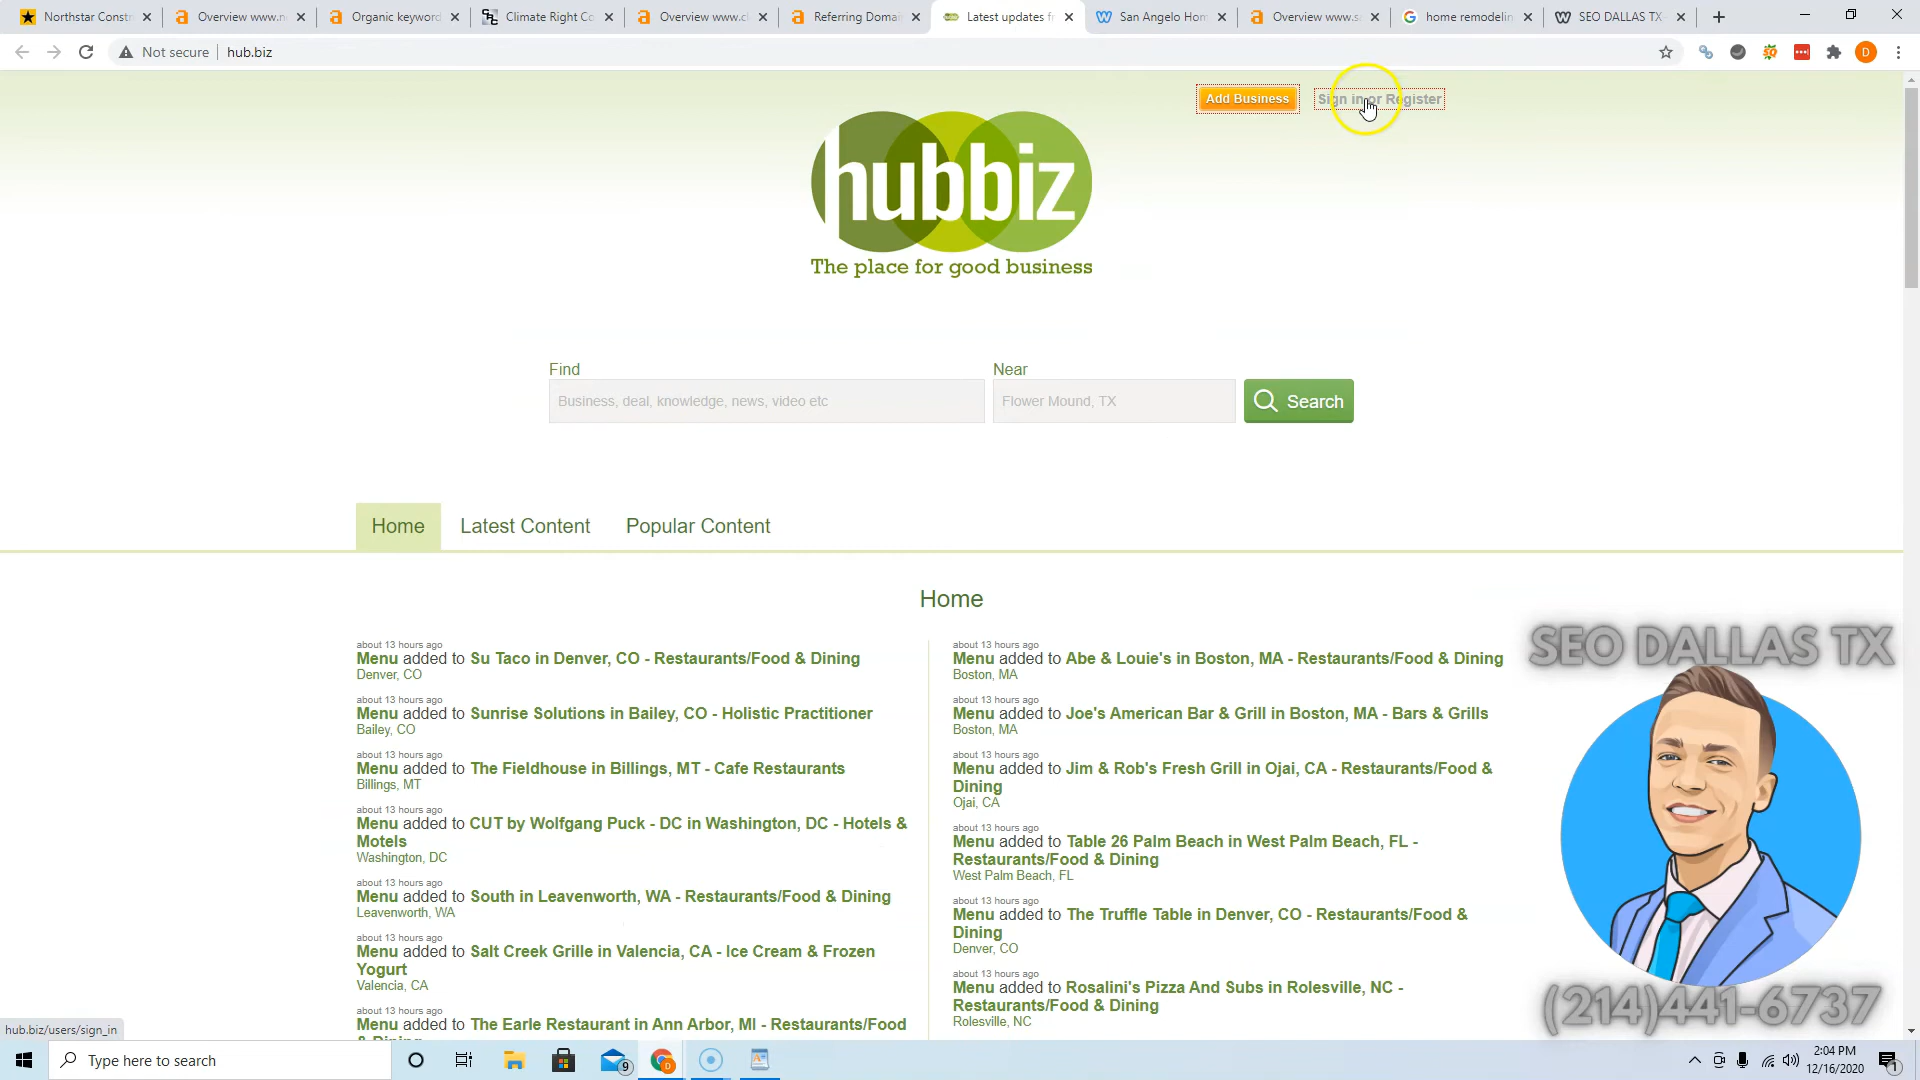 Northstar Constr
Overview www.n
Organic keyword
Climate Right Co
Overview www.cl
Referring Domai
Latest updates f
San Angelo Hom
Overview www.sa
home remodelin
SEO DALLAS TX
Not secure
hub.biz
D
Add Business
Sign in or Register
hubbiz
The place for good business
Find
Near
Business, deal, knowledge, news, video etc
Flower Mound, TX
Search
Home
Latest Content
Popular Content
Home
about 13 hours ago
Menu added to Su Taco in Denver, CO - Restaurants/Food & Dining
Denver, CO
about 13 hours ago
Menu added to Sunrise Solutions in Bailey, CO - Holistic Practitioner
Bailey, CO
about 13 hours ago
Menu added to The Fieldhouse in Billings, MT - Cafe Restaurants
Billings, MT
about 13 hours ago
Menu added to CUT by Wolfgang Puck - DC in Washington, DC - Hotels &
Motels
Washington, DC
about 13 hours ago
Menu added to South in Leavenworth, WA - Restaurants/Food & Dining
Leavenworth, WA
about 13 hours ago
Menu added to Salt Creek Grille in Valencia, CA - Ice Cream & Frozen
Yogurt
Valencia, CA
about 13 hours ago
Menu added to The Earle Restaurant in Ann Arbor, MI - Restaurants/Food
& Dining
about 13 hours ago
Menu added to Abe & Louie's in Boston, MA - Restaurants/Food & Dining
Boston, MA
about 13 hours ago
Menu added to Joe's American Bar & Grill in Boston, MA - Bars & Grills
Boston, MA
about 13 hours ago
Menu added to Jim & Rob's Fresh Grill in Ojai, CA - Restaurants/Food &
Dining
Ojai, CA
about 13 hours ago
Menu added to Table 26 Palm Beach in West Palm Beach, FL -
Restaurants/Food & Dining
West Palm Beach, FL
about 13 hours ago
Menu added to The Truffle Table in Denver, CO - Restaurants/Food &
Dining
Denver, CO
about 13 hours ago
Menu added to Rosalini's Pizza And Subs in Rolesville, NC -
Restaurants/Food & Dining
Rolesville, NC
SEO DALLAS TX
(214)441-6737
hub.biz/users/sign_in
Type here to search
9
D
2:04 PM
12/16/2020
1